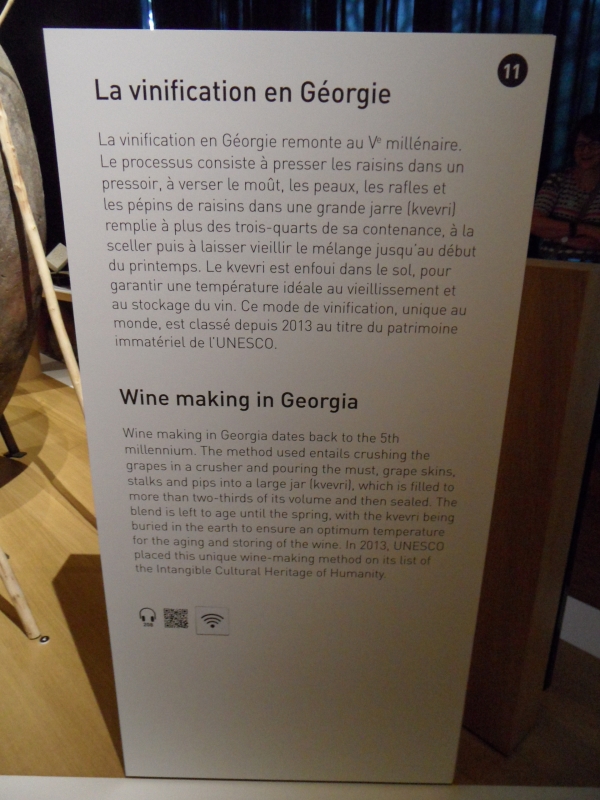 11
La vinification en Géorgie
La vinification en Géorgie remonte au Ve millénaire.
Le processus consiste à presser les raisins dans un
pressoir, à verser le moût, les peaux, les rafles et
les pépins de raisins dans une grande jarre (kvevri)
remplie à plus des trois-quarts de sa contenance, à la
sceller puis à laisser vieillir le mélange jusqu'au début
du printemps. Le kvevri est enfoui dans le sol, pour
garantir une température idéale au vieillissement et
au stockage du vin. Ce mode de vinification, unique au
monde, est classé depuis 2013 au titre du patrimoine
immatériel de l'UNESCO.
Wine making in Georgia
Wine making in Georgia dates back to the 5th
millennium. The method used entails crushing the
grapes in a crusher and pouring the must, grape skins,
stalks and pips into a large jar (kvevri), which is filled to
more than two-thirds of its volume and then sealed. The
blend is left to age until the spring, with the kvevri being
buried in the earth to ensure an optimum temperature
for the aging and storing of the wine. In 2013, UNESCO
placed this unique wine-making method on its list of
the Intangible Cultural Heritage of Humanity.